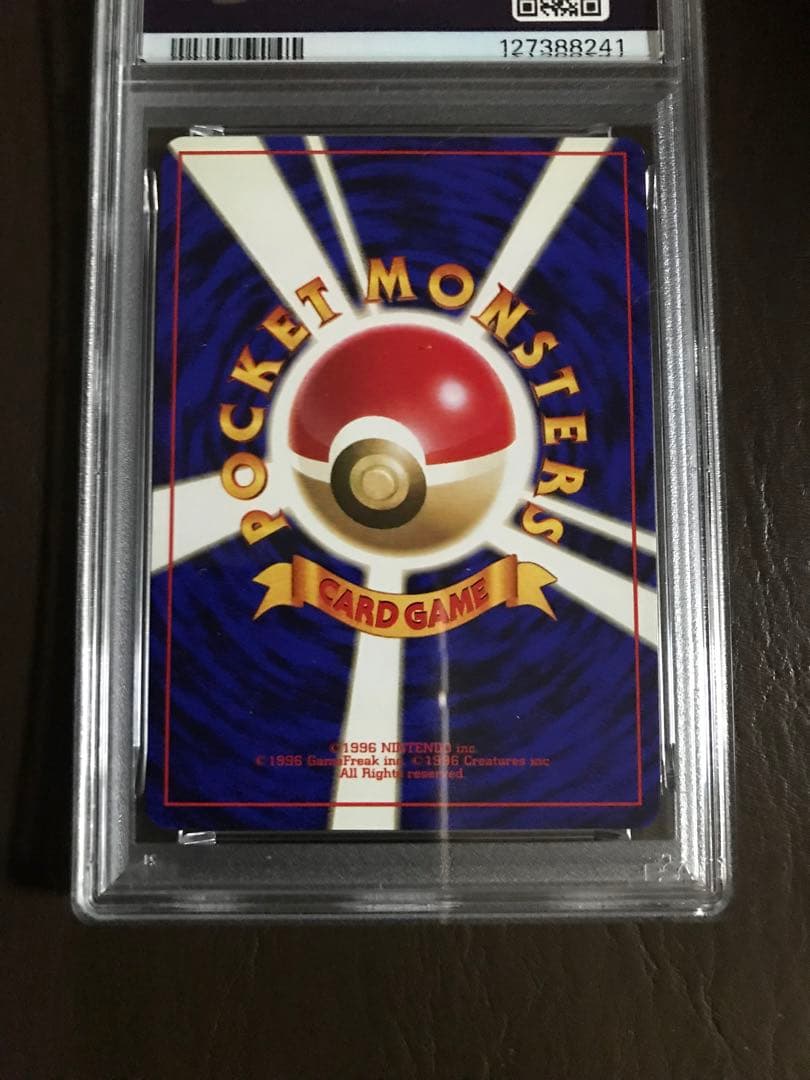 127388241
POCKET MONSTERS
CARD GAME
©1996 NINTENDO inc.
©1996 GameFreak inc. ©1996 Creatures inc.
All Rights reserved.